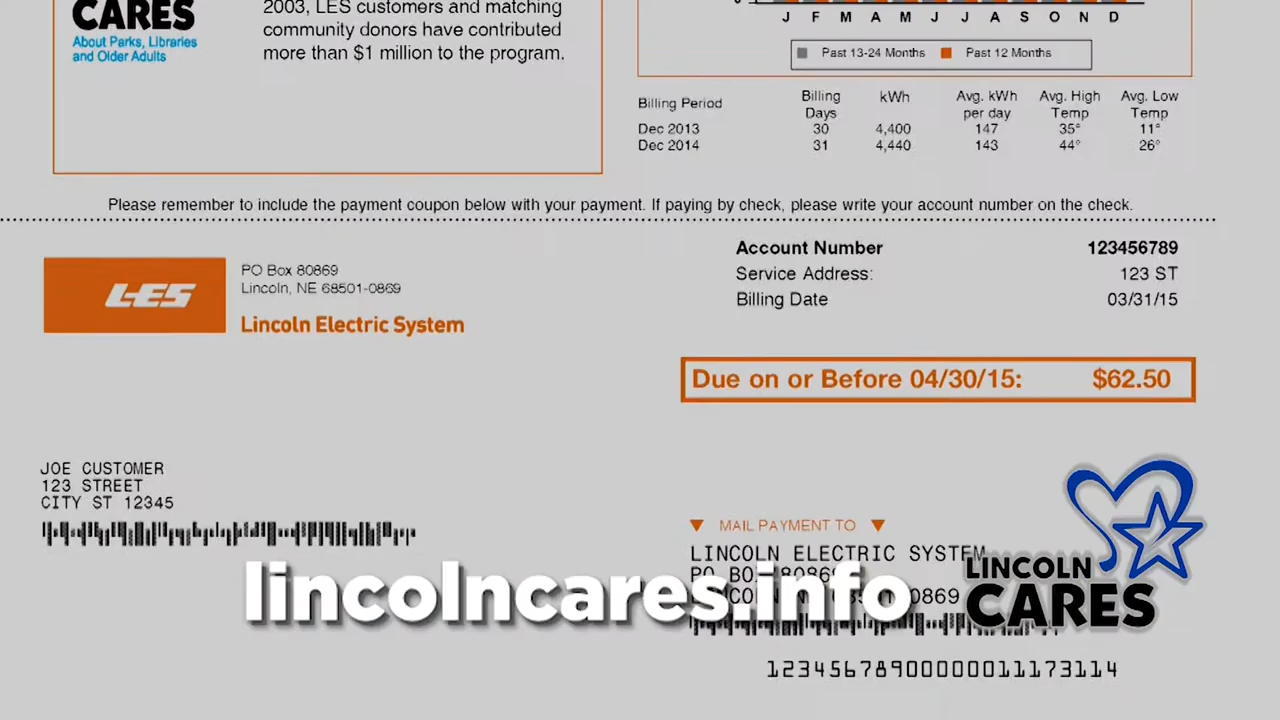 CARES
About Parks, Libraries
and Older Adults
2003, LES customers and matching
community donors have contributed
more than $1 million to the program.
J F M A M J J A S O N D
Past 13-24 Months Past 12 Months
Billing Period Billing Days kWh Avg. kWh per day Avg. High Temp Avg. Low Temp
Dec 2013 30 4,400 147 35° 11°
Dec 2014 31 4,440 143 44° 26°
Please remember to include the payment coupon below with your payment. If paying by check, please write your account number on the check.
LES
PO Box 80869
Lincoln, NE 68501-0869
Lincoln Electric System
Account Number 123456789
Service Address: 123 ST
Billing Date 03/31/15
Due on or Before 04/30/15: $62.50
JOE CUSTOMER
123 STREET
CITY ST 12345
MAIL PAYMENT TO
LINCOLN ELECTRIC SYSTEM
PO BOX 80869
0869
lincolncares.info
LINCOLN
CARES
12345678900000011173114